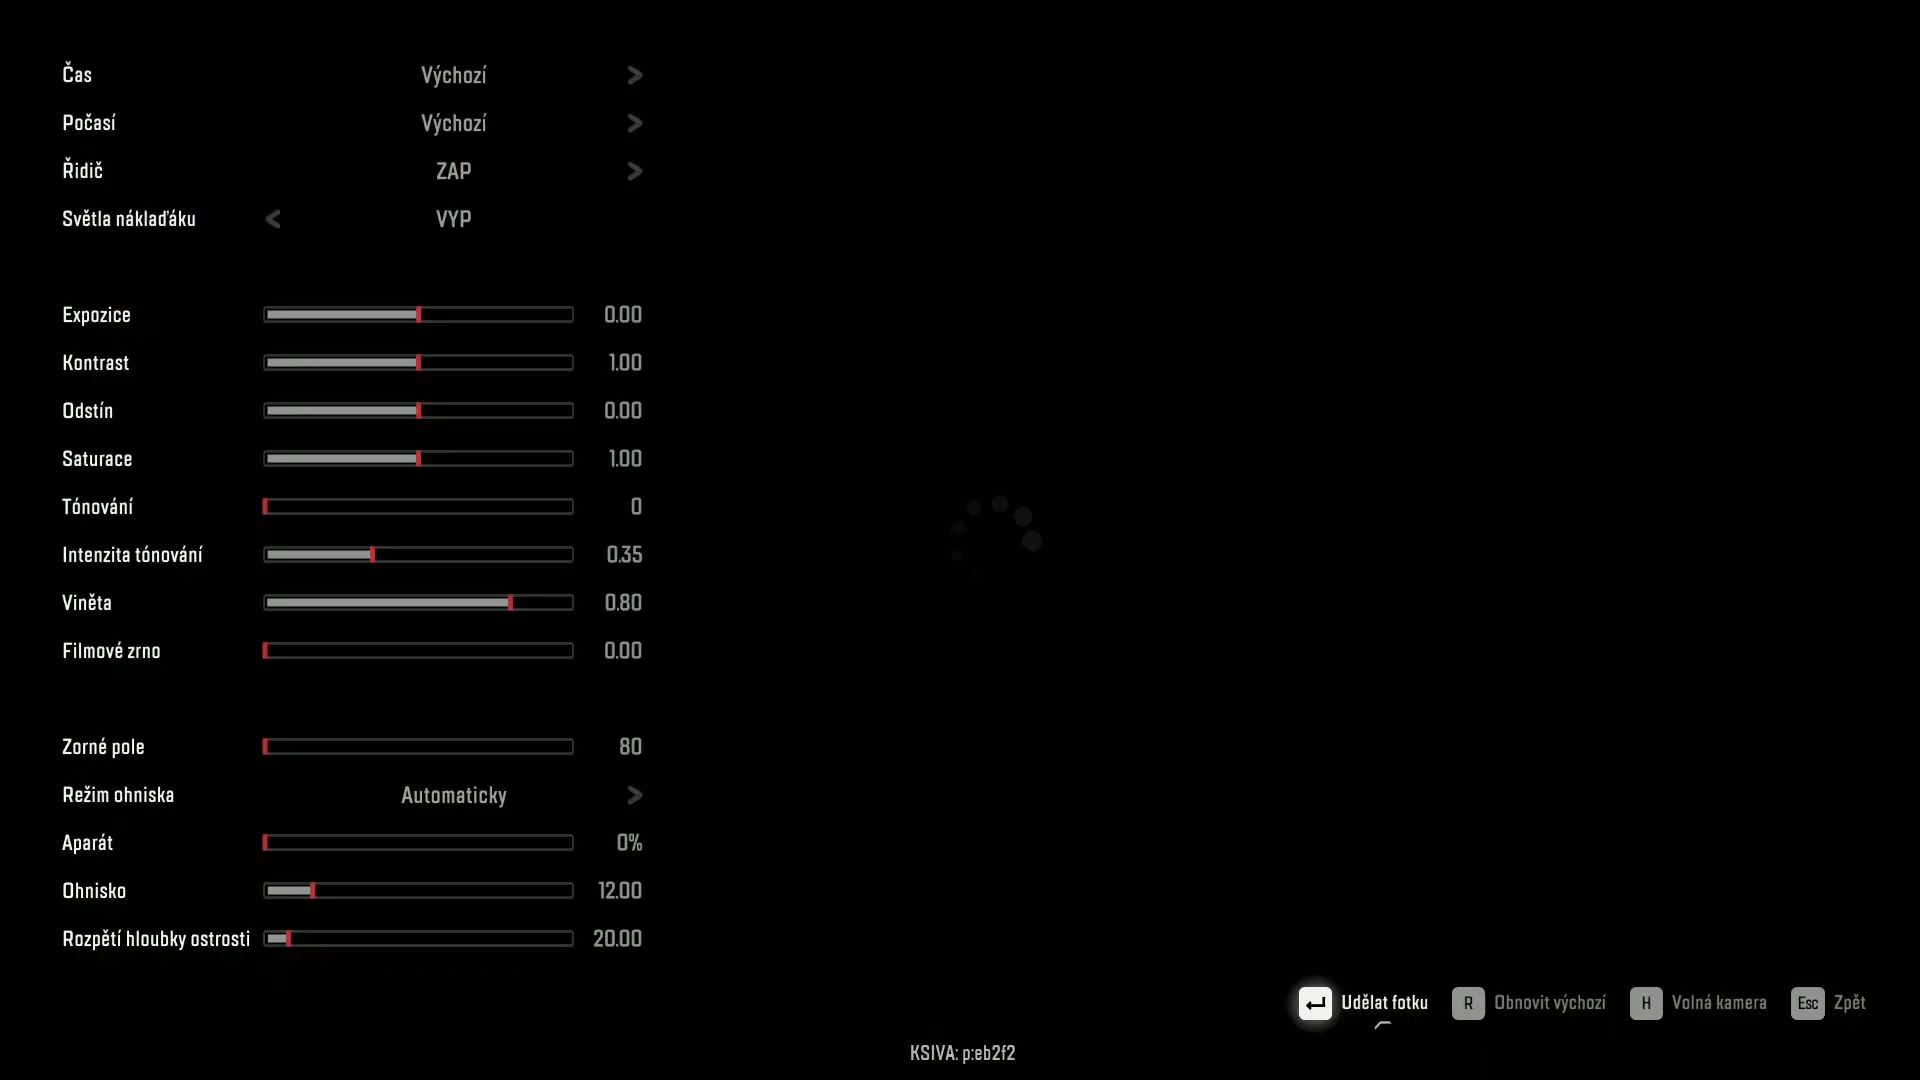 Čas Výchozí >
Počasí Výchozí >
Řidič ZAP >
Světla náklaďáku < VYP
Expozice 0.00
Kontrast 1.00
Odstín 0.00
Saturace 1.00
Tónování 0
Intenzita tónování 0.35
Viněta 0.80
Filmové zrno 0.00
Zorné pole 80
Režim ohniska Automaticky >
Aparát 0%
Ohnisko 12.00
Rozpětí hloubky ostrosti 20.00
Udělat fotku R Obnovit výchozí H Volná kamera Esc Zpět
KSIVA: p:eb2f2